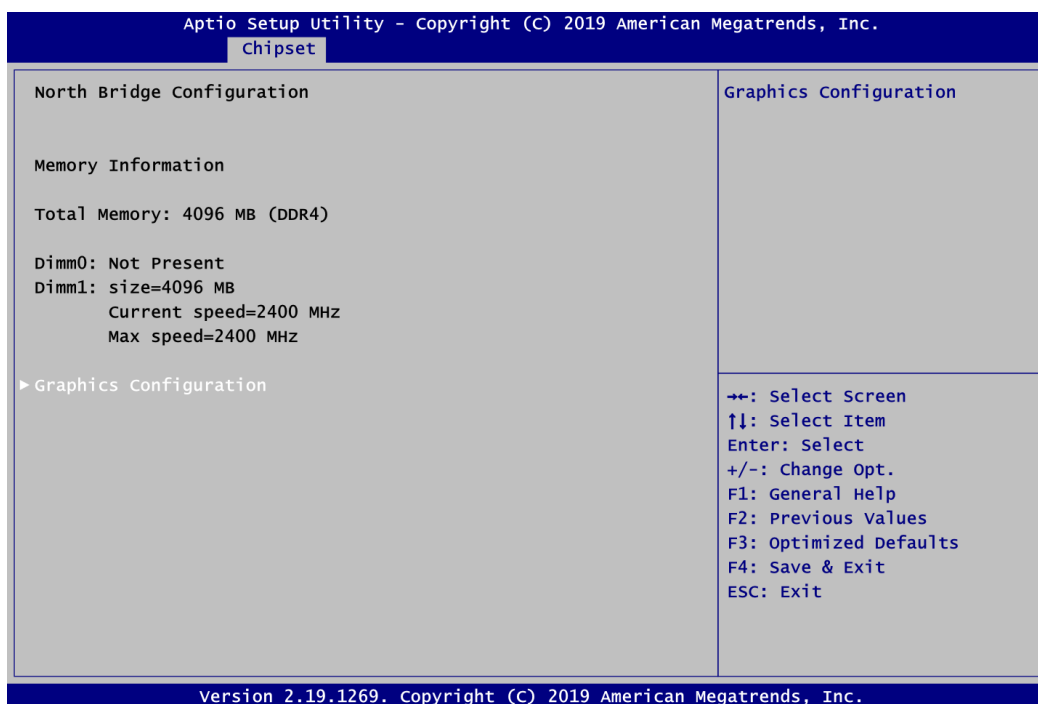 Aptio Setup Utility – Copyright (C) 2019 American Megatrends, Inc.
Chipset
North Bridge Configuration
Memory Information
Total Memory: 4096 MB (DDR4)
Dimm0: Not Present
Dimm1: size=4096 MB
Current speed=2400 MHz
Max speed=2400 MHz
▶Graphics Configuration
Graphics Configuration
→←: Select Screen
↑↓: Select Item
Enter: Select
+/-: Change Opt.
F1: General Help
F2: Previous Values
F3: Optimized Defaults
F4: Save & Exit
ESC: Exit
Version 2.19.1269. Copyright (C) 2019 American Megatrends, Inc.